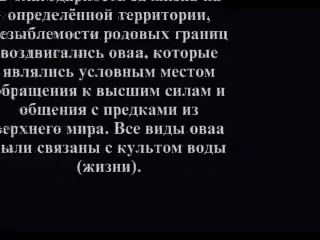 определённой территории,
незыблемости родовых границ
воздвигались оваа, которые
являлись условным местом
обращения к высшим силам и
общения с предками из
верхнего мира. Все виды оваа
были связаны с культом воды
(жизни).